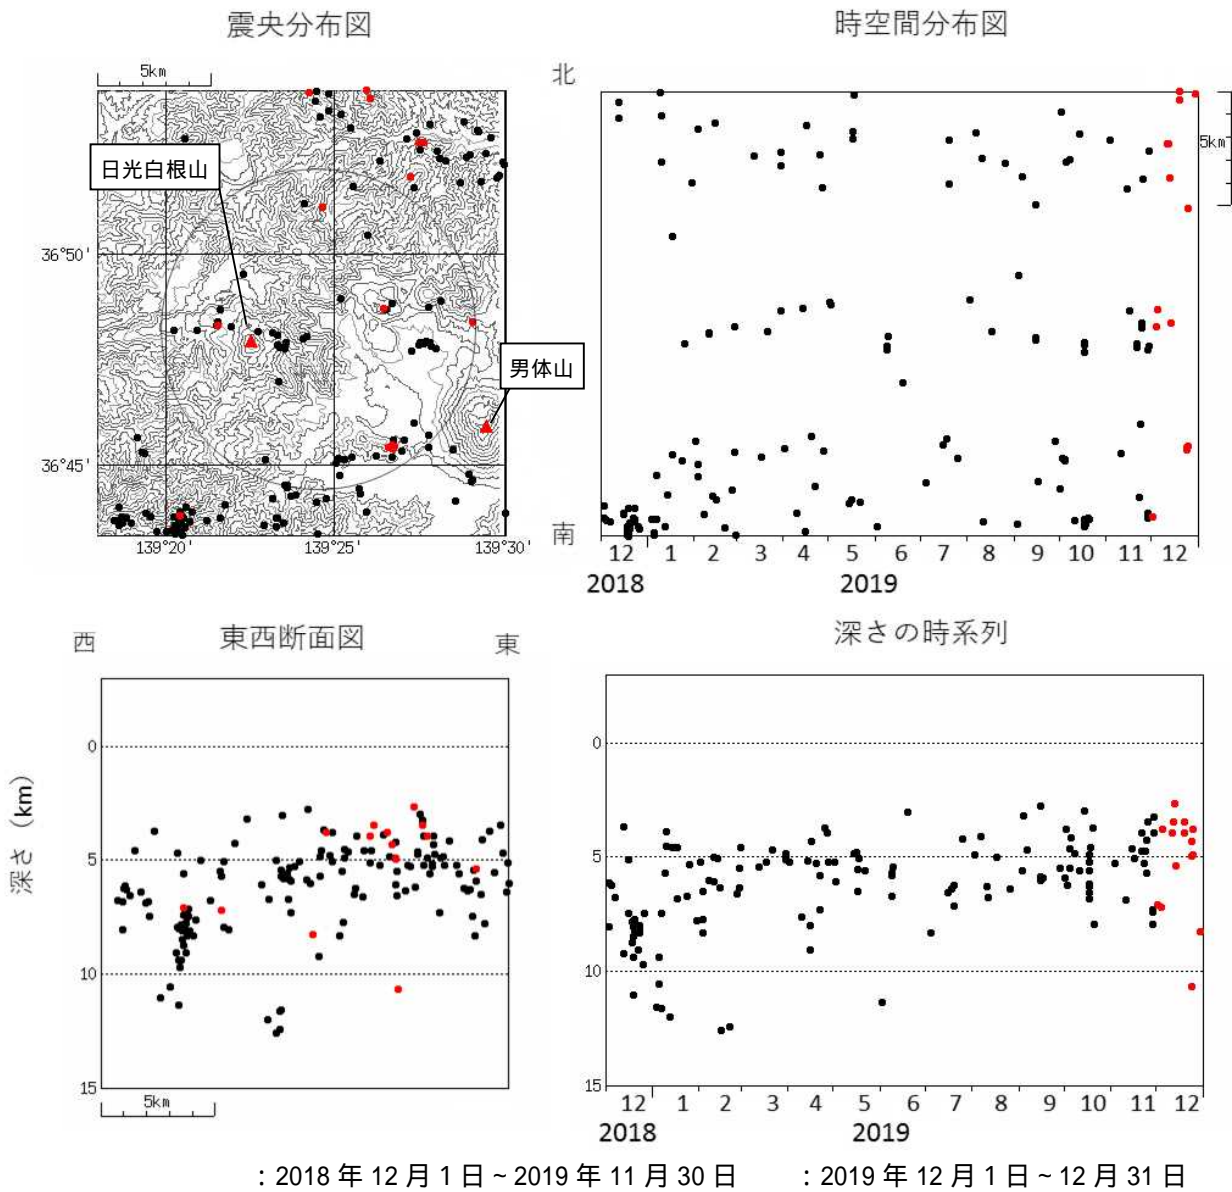 震央分布図
時空間分布図
5km
北
5km
日光白根山
36°50'
男体山
36°45'
139°20'
139°25'
139°30'
南
12 1 2 3 4 5 6 7 8 9 10 11 12
2018 2019
西
東西断面図
東
深さの時系列
深さ（km）
0
5
10
15
5km
0
5
10
15
12 1 2 3 4 5 6 7 8 9 10 11 12
2018 2019
：2018 年 12 月 1 日 ~ 2019 年 11 月 30 日 ：2019 年 12 月 1 日 ~ 12 月 31 日